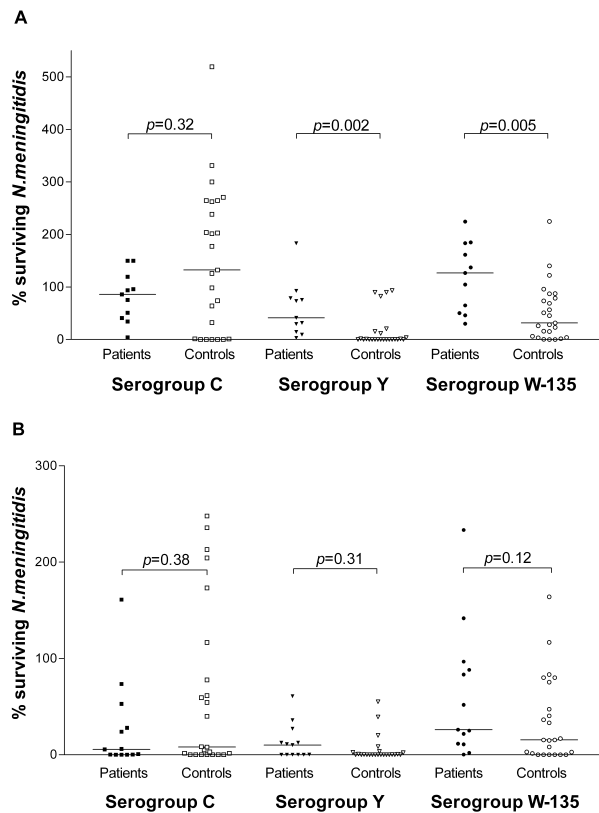 A
% surviving N.meningitidis
500
400
300
200
100
0
p=0.32
p=0.002
p=0.005
Patients
Controls
Patients
Controls
Patients
Controls
Serogroup C
Serogroup Y
Serogroup W-135
B
% surviving N.meningitidis
300
200
100
0
p=0.38
p=0.31
p=0.12
Patients
Controls
Patients
Controls
Patients
Controls
Serogroup C
Serogroup Y
Serogroup W-135